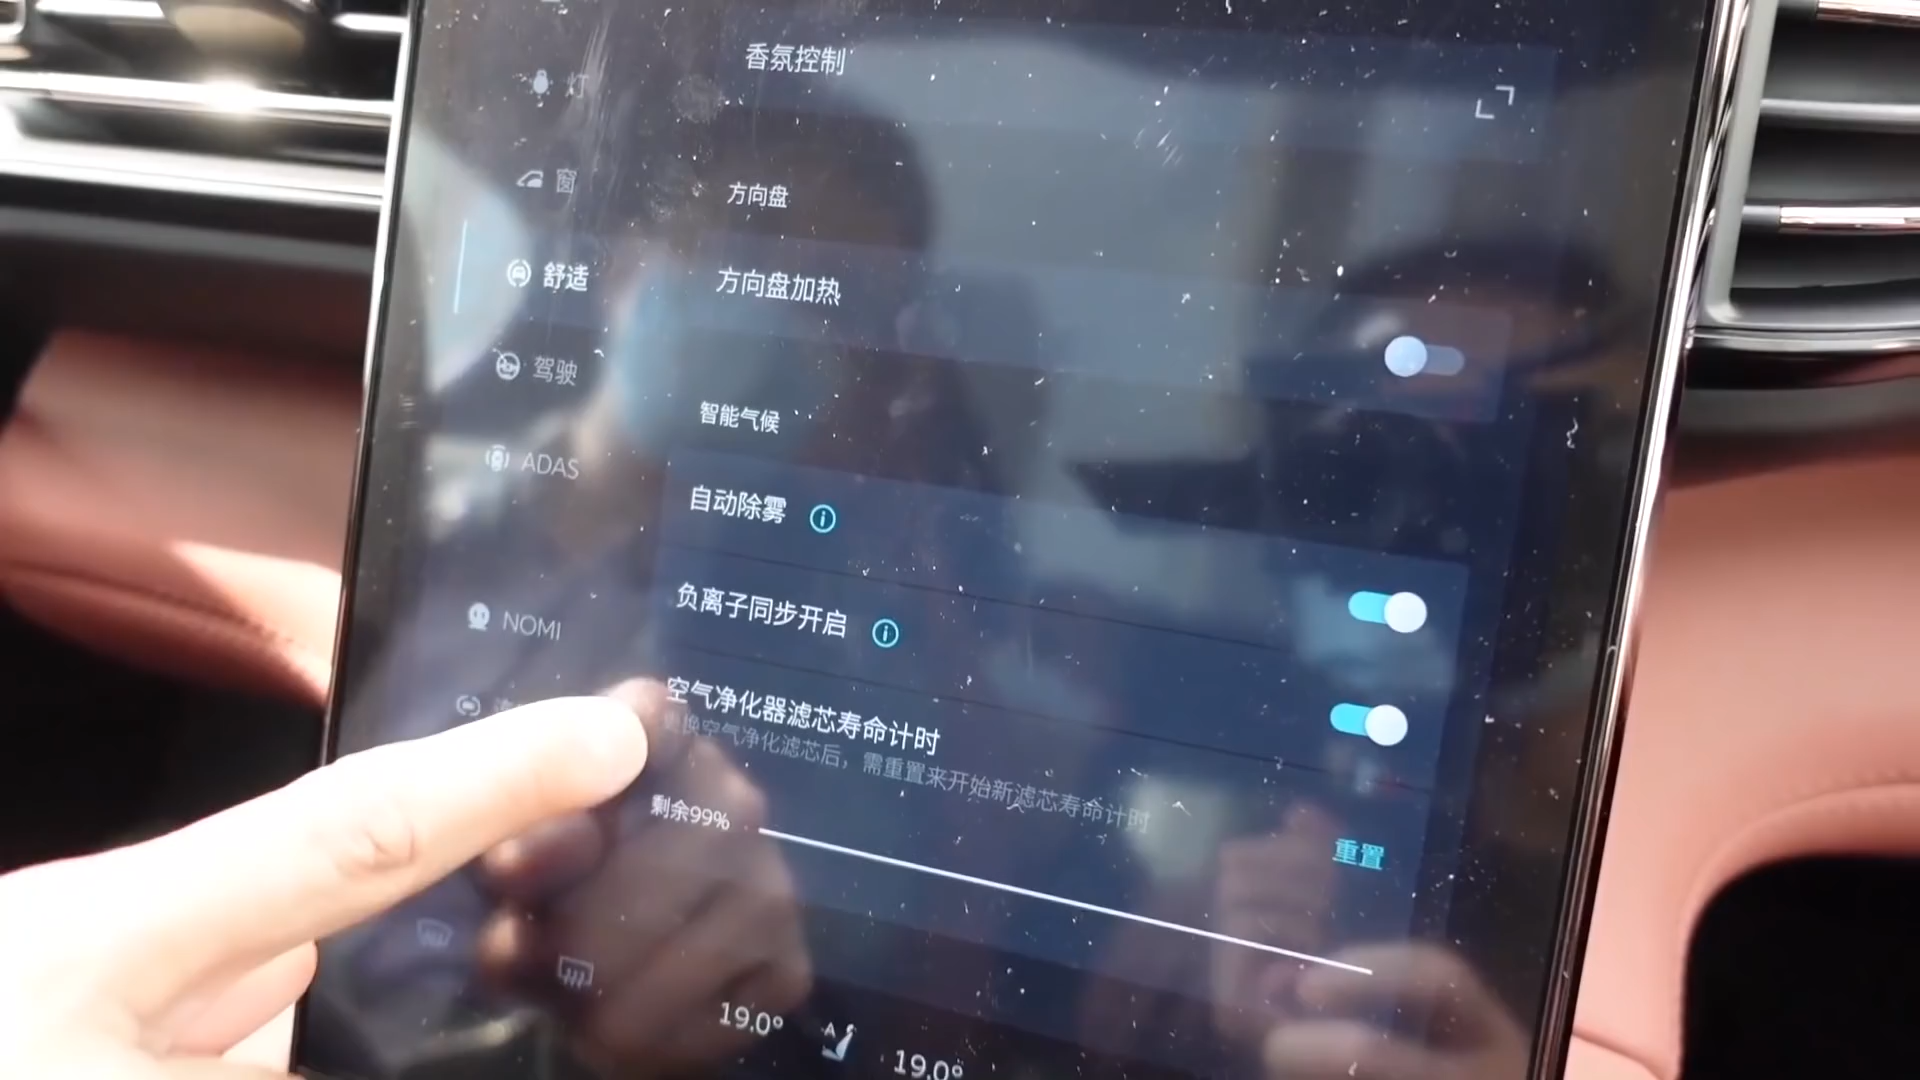 香氛控制
灯
窗
方向盘
舒适
方向盘加热
驾驶
智能气候
ADAS
自动除雾
负离子同步开启
NOMI
空气净化器滤芯寿命计时
更换空气净化滤芯后，需重置来开始新滤芯寿命计时
剩余99%
重置
19.0°
A
19.0°